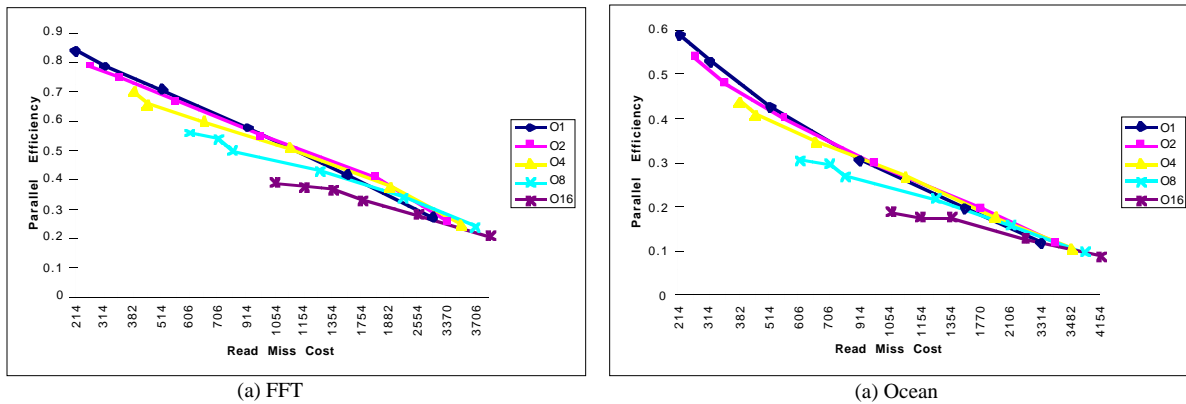 0.9
0.8
0.7
0.6
0.5
0.4
0.3
0.2
0.1
0
Parallel Efficiency
214
314
382
514
606
706
914
1054
1154
1354
1754
1882
2554
3370
3706
Read Miss Cost
O1
O2
O4
O8
O16
(a) FFT
0.6
0.5
0.4
0.3
0.2
0.1
0
Parallel Efficiency
214
314
382
514
606
706
914
1054
1154
1354
1770
2106
3314
3482
4154
Read Miss Cost
O1
O2
O4
O8
O16
(a) Ocean